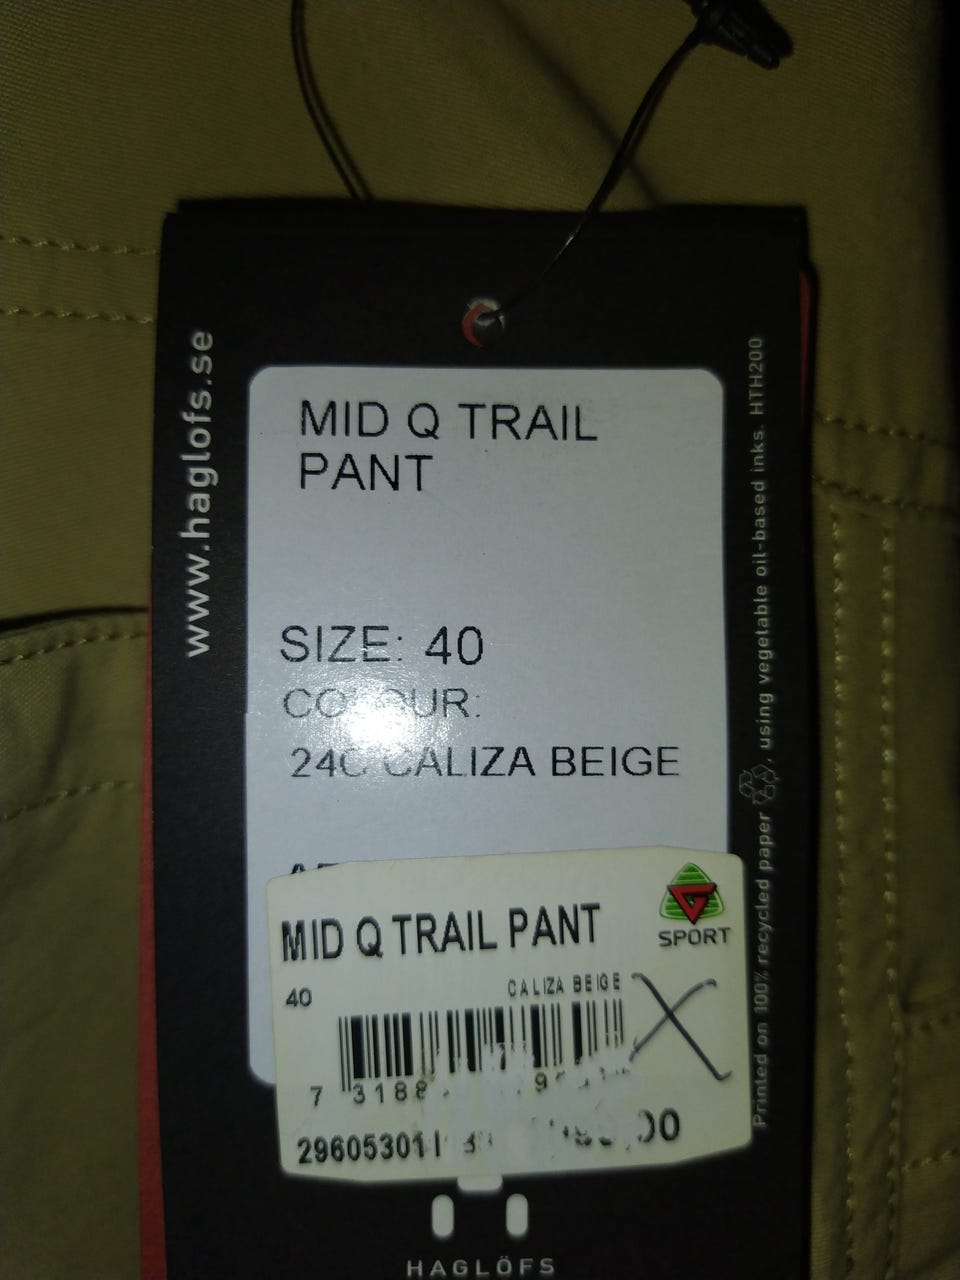 www.haglofs.se
MID Q TRAIL
PANT
SIZE: 40
COLOUR:
CALIZA BEIGE
MID Q TRAIL PANT
SPORT
40
CALIZA BEIGE
Printed on 100% recycled paper, using vegetable oil-based inks. HTH200
HAGLÖFS